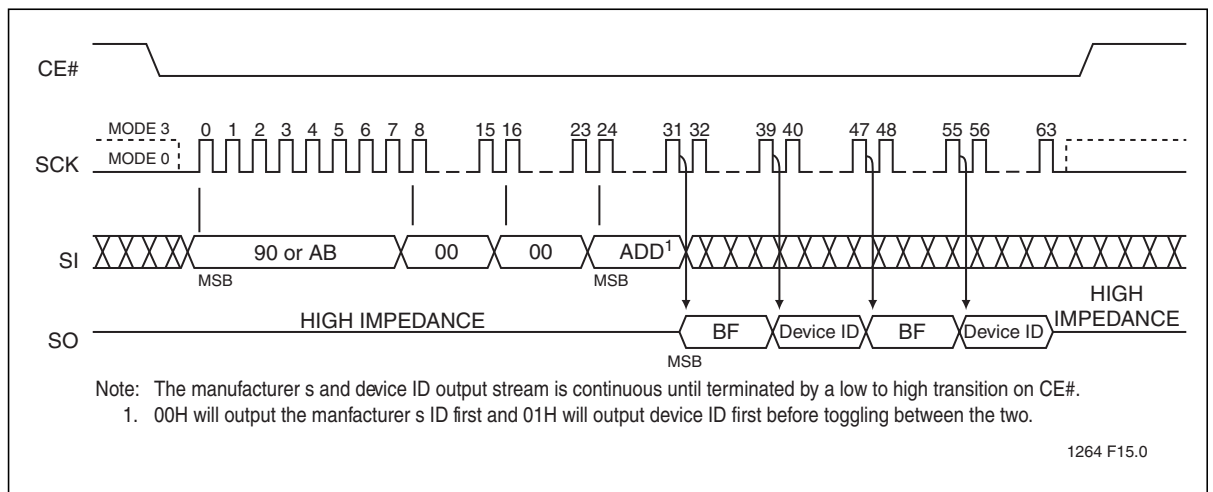 CE#
MODE 3 0 1 2 3 4 5 6 7 8 15 16 23 24 31 32 39 40 47 48 55 56 63
SCK MODE 0
SI 90 or AB 00 00 ADD1
MSB MSB
HIGH IMPEDANCE
HIGH IMPEDANCE
SO BF Device ID BF Device ID
MSB
Note: The manufacturer s and device ID output stream is continuous until terminated by a low to high transition on CE#.
1. 00H will output the manfacturer s ID first and 01H will output device ID first before toggling between the two.
1264 F15.0